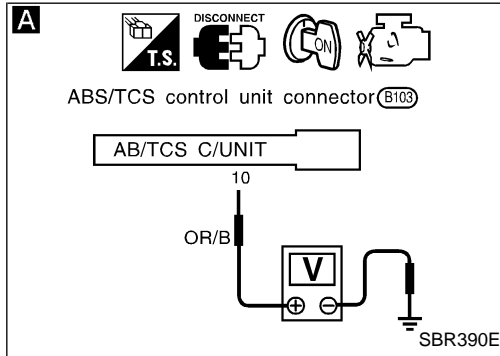 A
T.S.
DISCONNECT
ON
ABS/TCS control unit connector B103
AB/TCS C/UNIT
10
OR/B
V
+ −
SBR390E